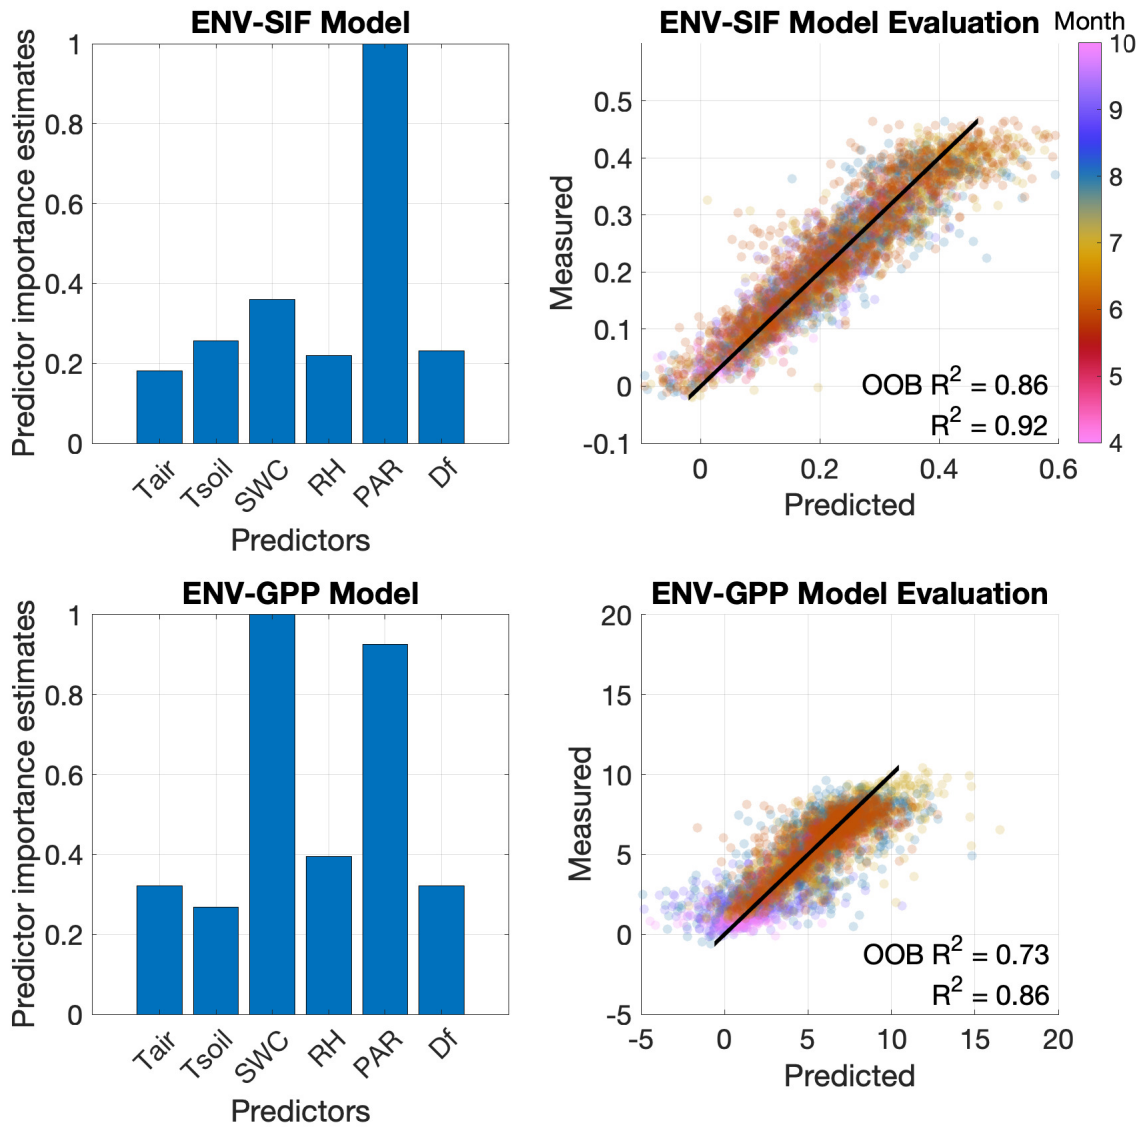 ENV-SIF Model
Predictor importance estimates
1
0.8
0.6
0.4
0.2
0
Tair
Tsoil
SWC
RH
PAR
Df
Predictors
ENV-SIF Model Evaluation
Measured
0.5
0.4
0.3
0.2
0.1
0
-0.1
OOB R² = 0.86
R² = 0.92
0
0.2
0.4
0.6
Predicted
Month
10
9
8
7
6
5
4
ENV-GPP Model
Predictor importance estimates
1
0.8
0.6
0.4
0.2
0
Tair
Tsoil
SWC
RH
PAR
Df
Predictors
ENV-GPP Model Evaluation
Measured
20
15
10
5
0
-5
OOB R² = 0.73
R² = 0.86
-5
0
5
10
15
20
Predicted